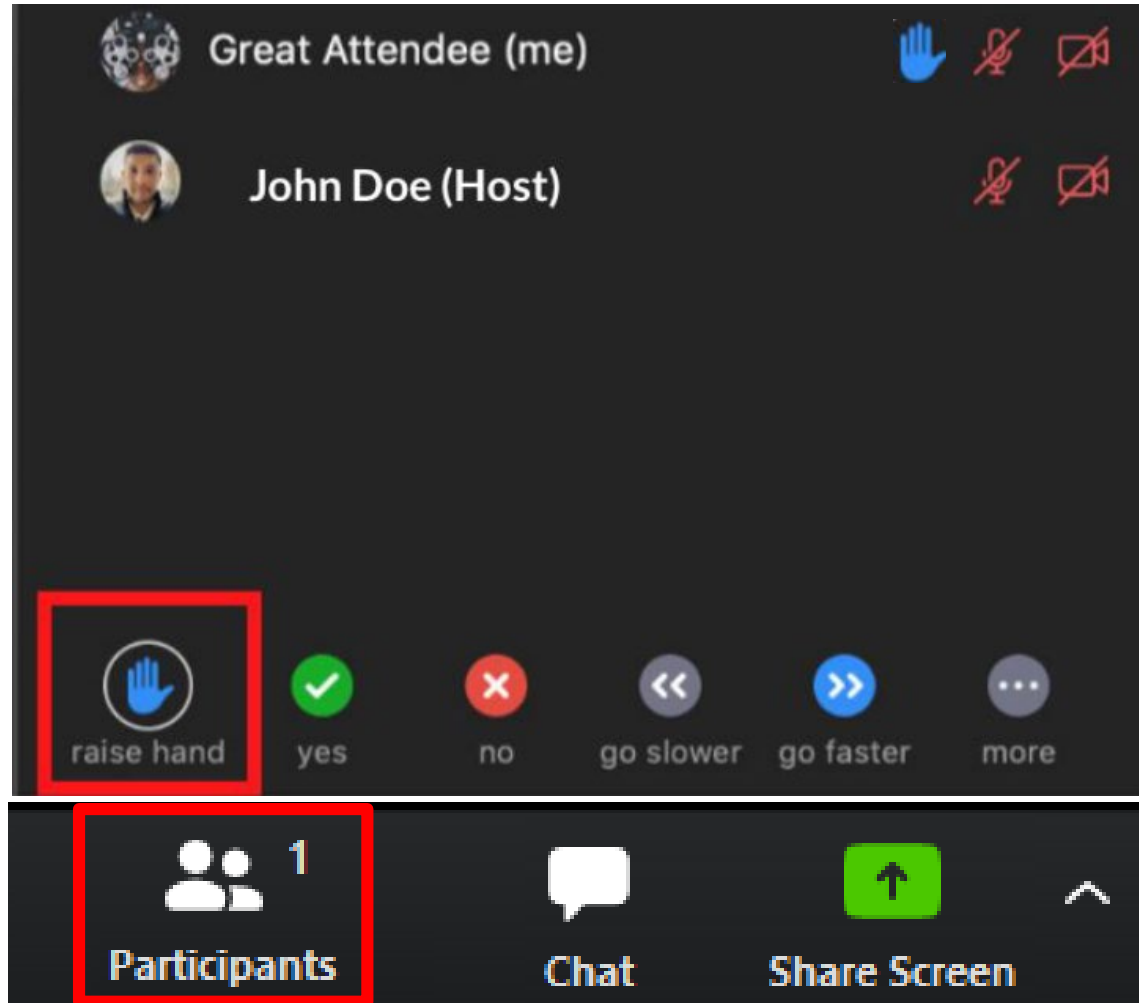 Great Attendee (me)
John Doe (Host)
raise hand yes no go slower go faster more
1
Participants Chat Share Screen